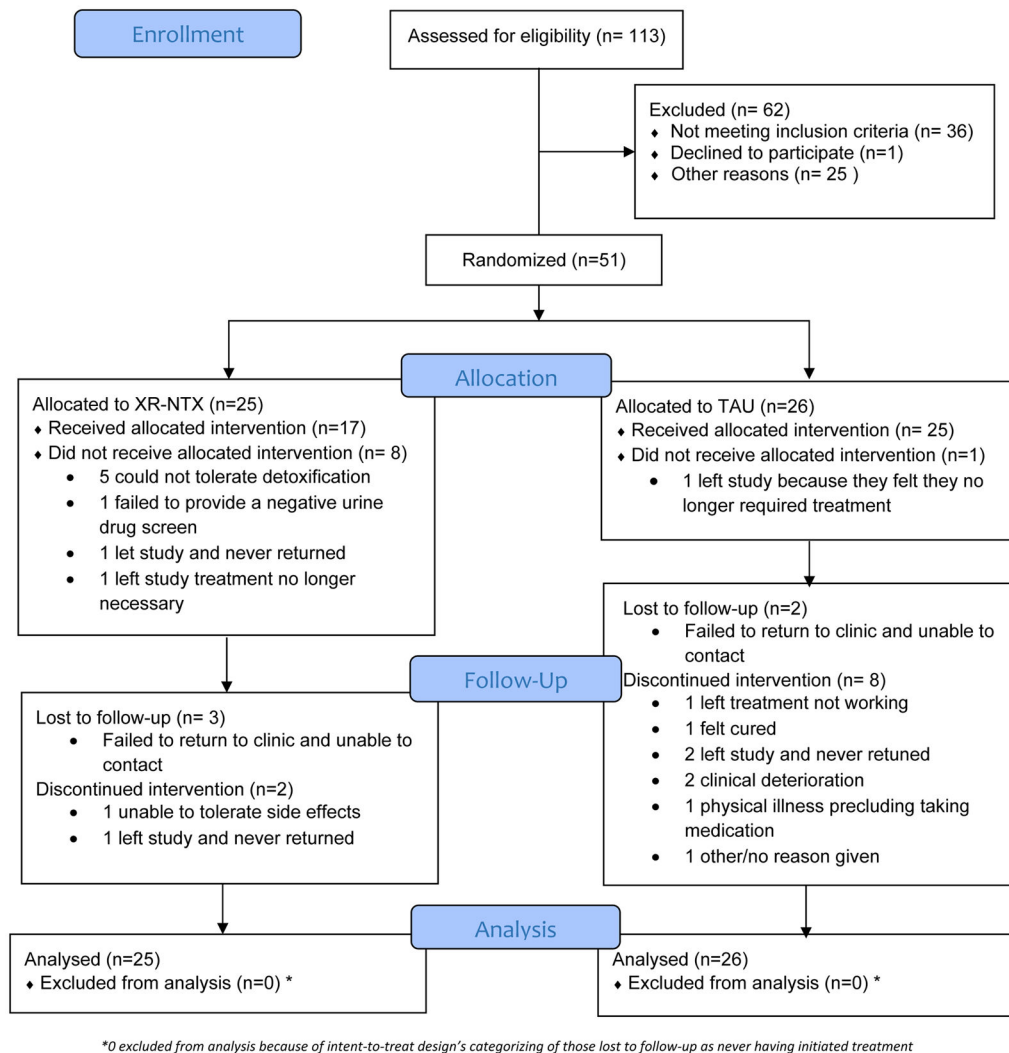 Enrollment
Assessed for eligibility (n= 113)
Excluded (n= 62)
♦ Not meeting inclusion criteria (n= 36)
♦ Declined to participate (n=1)
♦ Other reasons (n= 25 )
Randomized (n=51)
Allocation
Allocated to XR-NTX (n=25)
♦ Received allocated intervention (n=17)
♦ Did not receive allocated intervention (n= 8)
• 5 could not tolerate detoxification
• 1 failed to provide a negative urine
drug screen
• 1 let study and never returned
• 1 left study treatment no longer
necessary
Allocated to TAU (n=26)
♦ Received allocated intervention (n= 25)
♦ Did not receive allocated intervention (n=1)
• 1 left study because they felt they no
longer required treatment
Follow-Up
Lost to follow-up (n= 3)
• Failed to return to clinic and unable to
contact
Discontinued intervention (n=2)
• 1 unable to tolerate side effects
• 1 left study and never returned
Lost to follow-up (n=2)
• Failed to return to clinic and unable to
contact
Discontinued intervention (n= 8)
• 1 left treatment not working
• 1 felt cured
• 2 left study and never retuned
• 2 clinical deterioration
• 1 physical illness precluding taking
medication
• 1 other/no reason given
Analysis
Analysed (n=25)
♦ Excluded from analysis (n=0) *
Analysed (n=26)
♦ Excluded from analysis (n=0) *
*0 excluded from analysis because of intent-to-treat design's categorizing of those lost to follow-up as never having initiated treatment